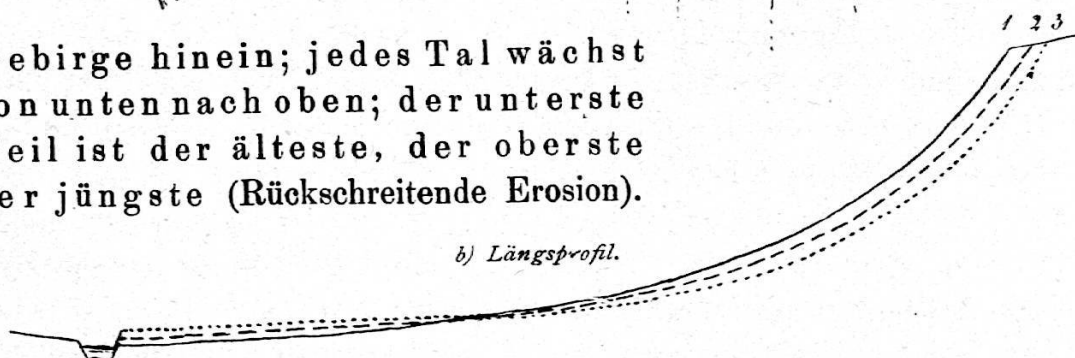 1 2 3
ebirge hinein; jedes Tal wächst
on unten nach oben; der unterste
eil ist der älteste, der oberste
er jüngste (Rückschreitende Erosion).
b) Längsprofil.